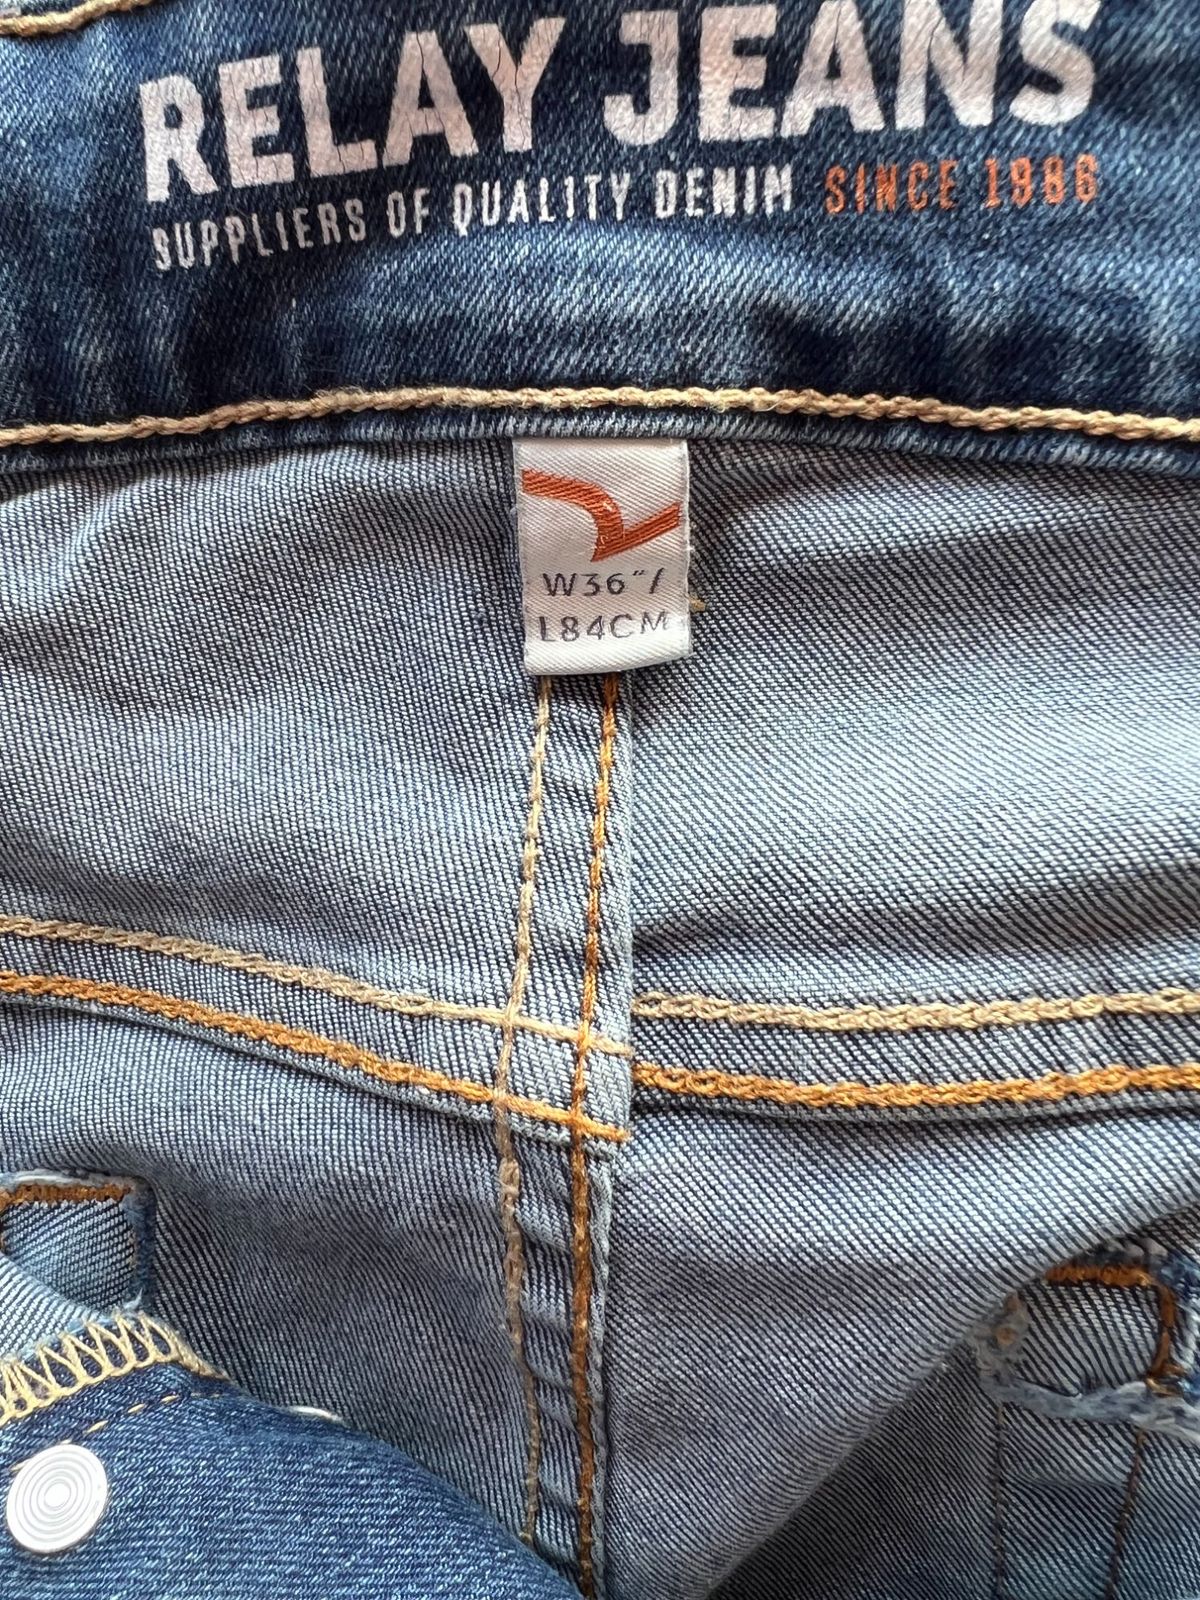 RELAY JEANS
SUPPLIERS OF QUALITY DENIM SINCE 1986
W36"/
L84CM